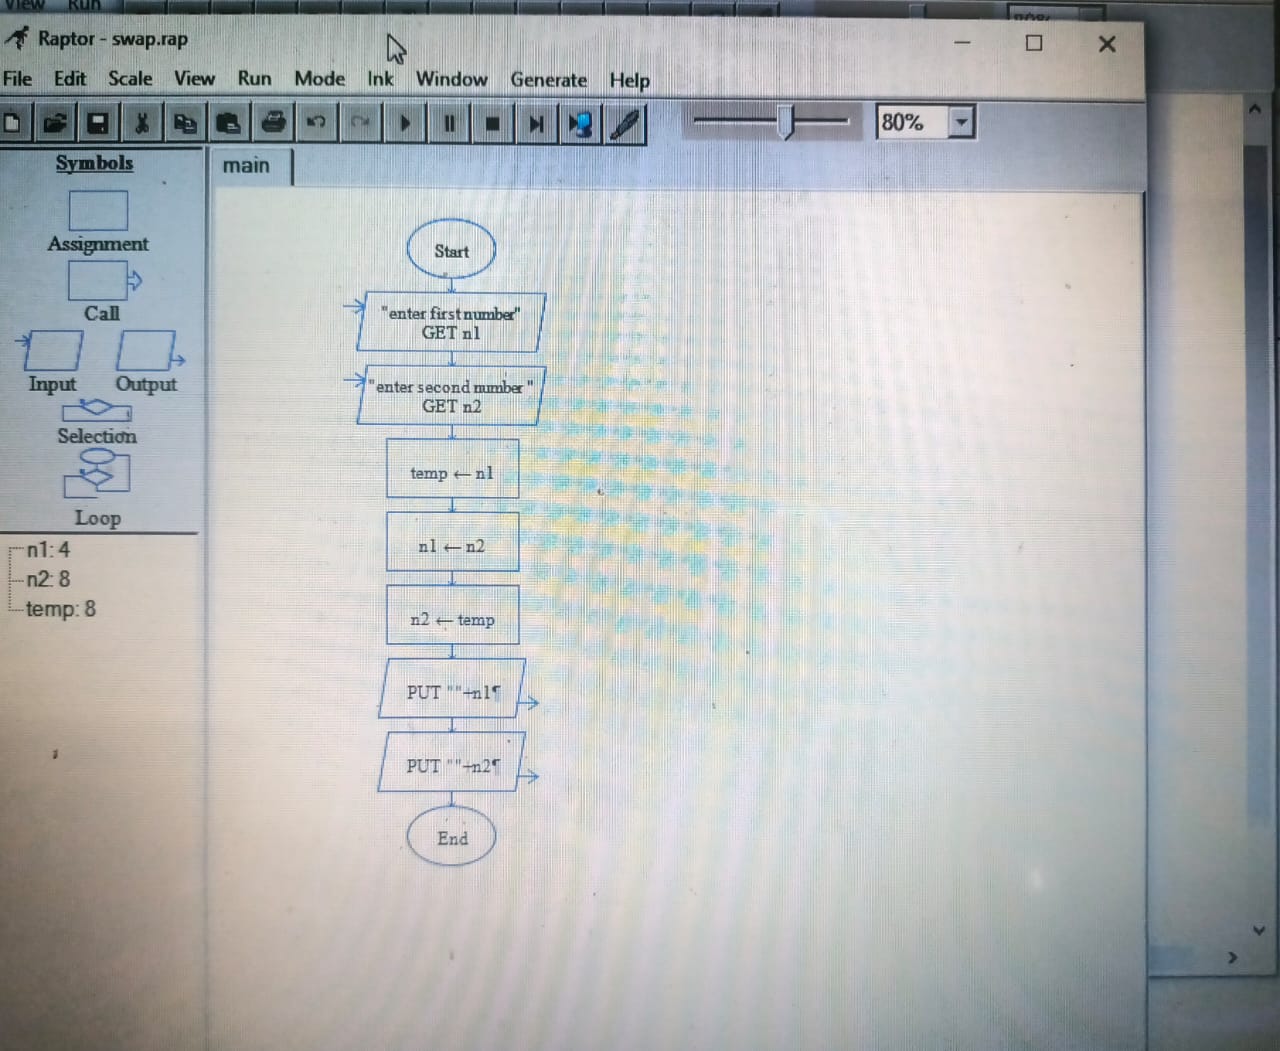 View Run
Raptor - swap.rap
File Edit Scale View Run Mode Ink Window Generate Help
80%
Symbols
Assignment
Call
Input Output
Selection
Loop
n1: 4
n2: 8
temp: 8
main
Start
"enter first number"
GET n1
"enter second number "
GET n2
temp ← n1
n1 ← n2
n2 ← temp
PUT ""+n1¶
PUT ""+n2¶
End